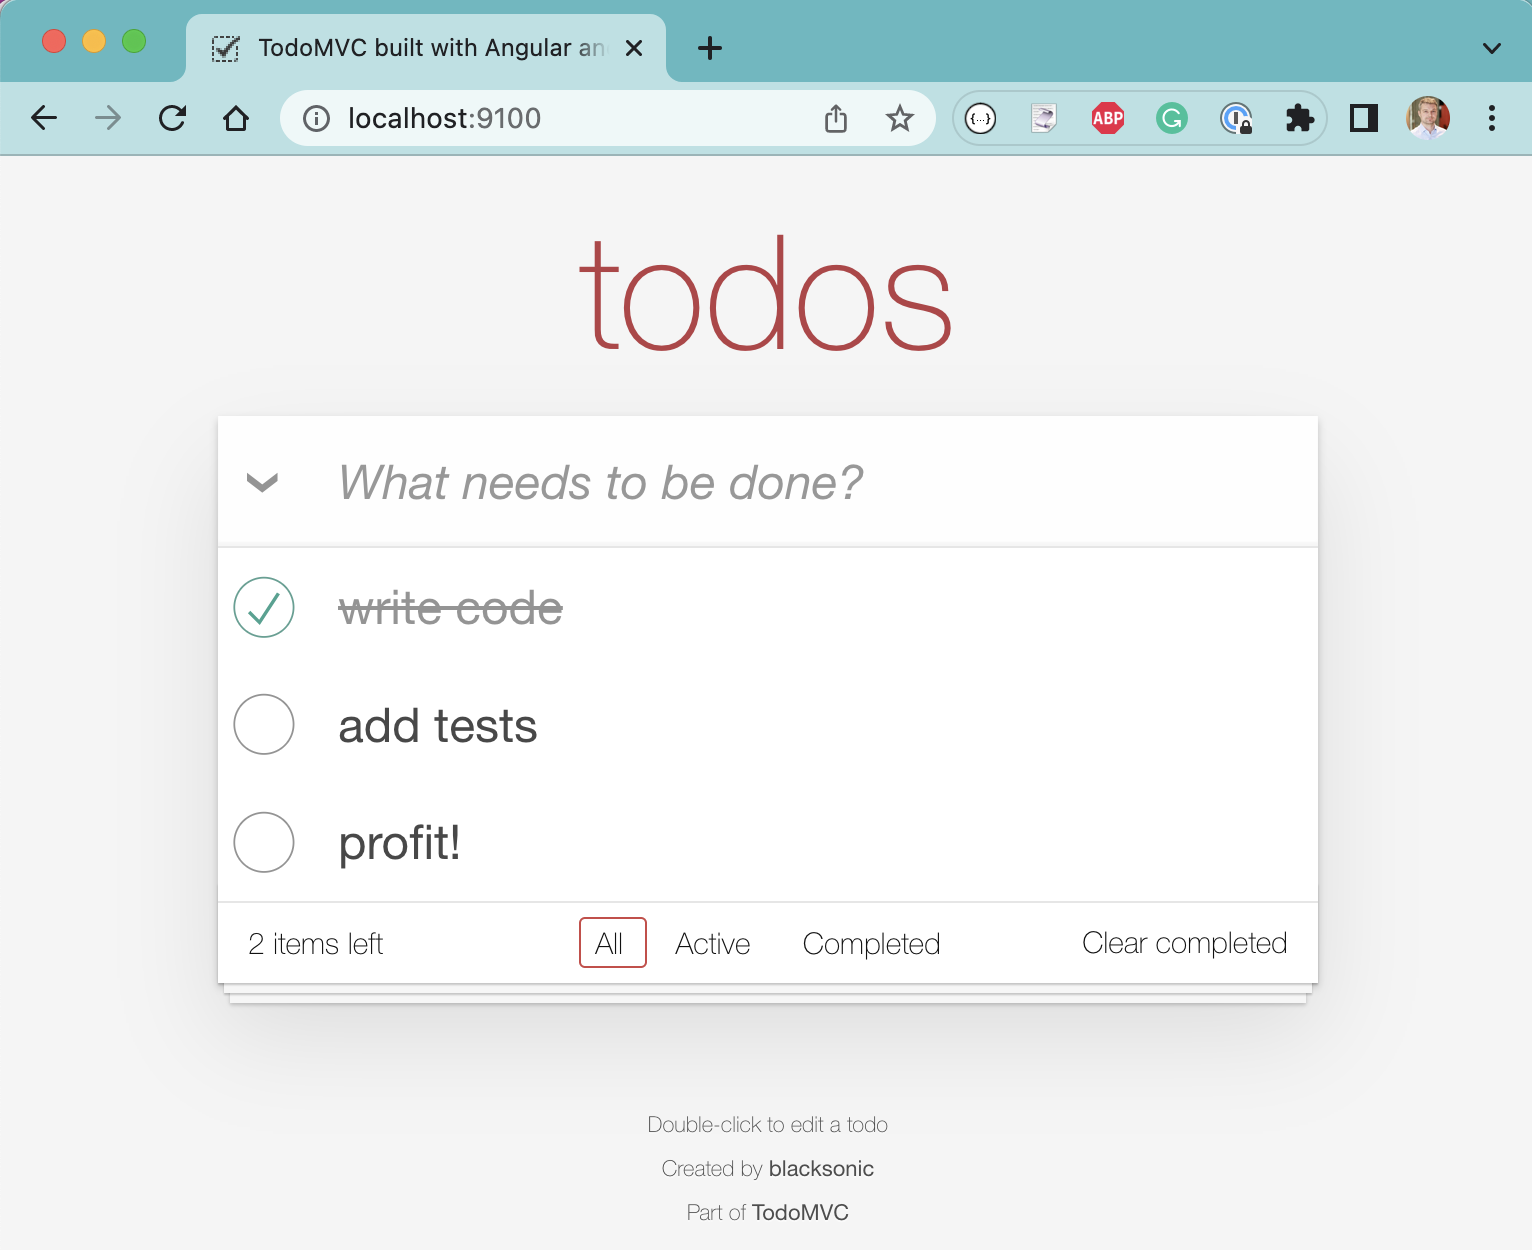 TodoMVC built with Angular an
localhost:9100
{...}
ABP
G
todos
What needs to be done?
write code
add tests
profit!
2 items left
All
Active
Completed
Clear completed
Double-click to edit a todo
Created by blacksonic
Part of TodoMVC